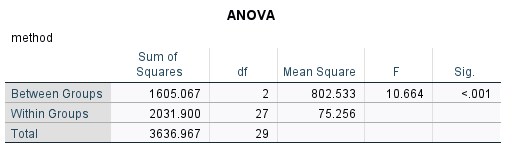 ANOVA
method
Sum of Squares df Mean Square F Sig.
Between Groups 1605.067 2 802.533 10.664 <.001
Within Groups 2031.900 27 75.256
Total 3636.967 29